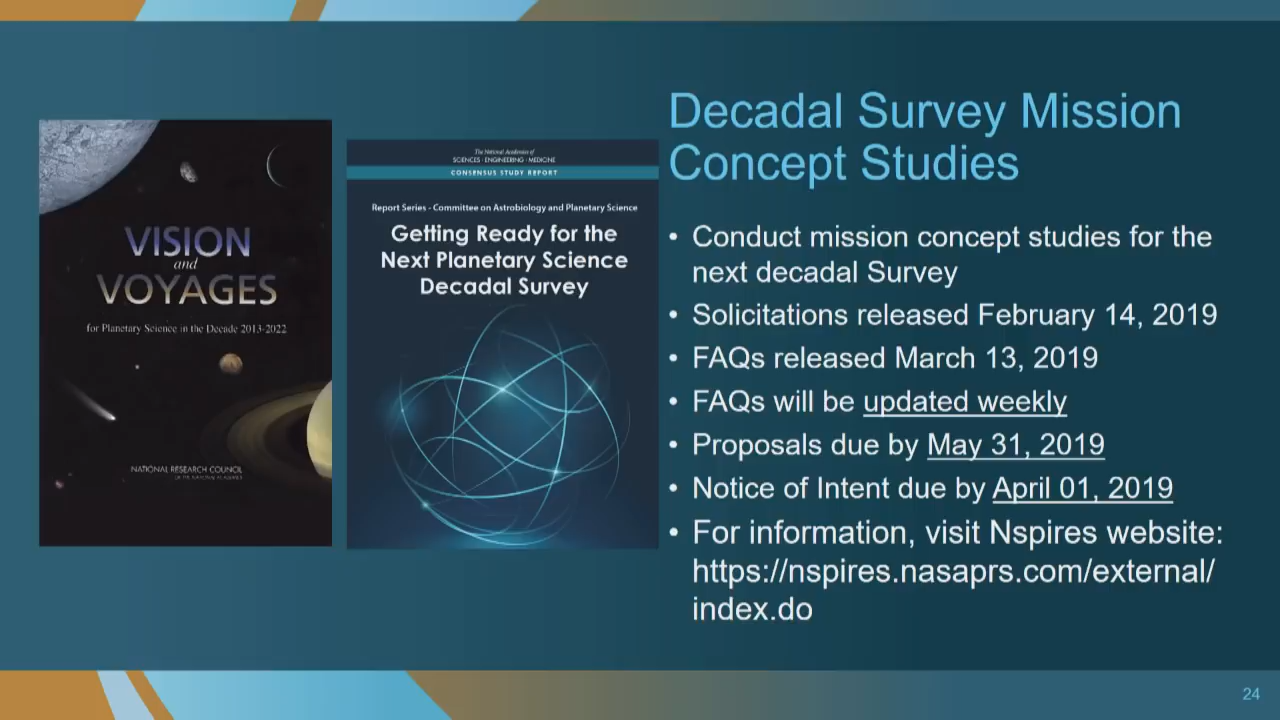 VISION
and
VOYAGES
for Planetary Science in the Decade 2013-2022
NATIONAL RESEARCH COUNCIL
OF THE NATIONAL ACADEMIES
The National Academies of
SCIENCES · ENGINEERING · MEDICINE
CONSENSUS STUDY REPORT
Report Series - Committee on Astrobiology and Planetary Science
Getting Ready for the
Next Planetary Science
Decadal Survey
Decadal Survey Mission
Concept Studies
• Conduct mission concept studies for the
next decadal Survey
• Solicitations released February 14, 2019
• FAQs released March 13, 2019
• FAQs will be updated weekly
• Proposals due by May 31, 2019
• Notice of Intent due by April 01, 2019
• For information, visit Nspires website:
https://nspires.nasaprs.com/external/
index.do
24